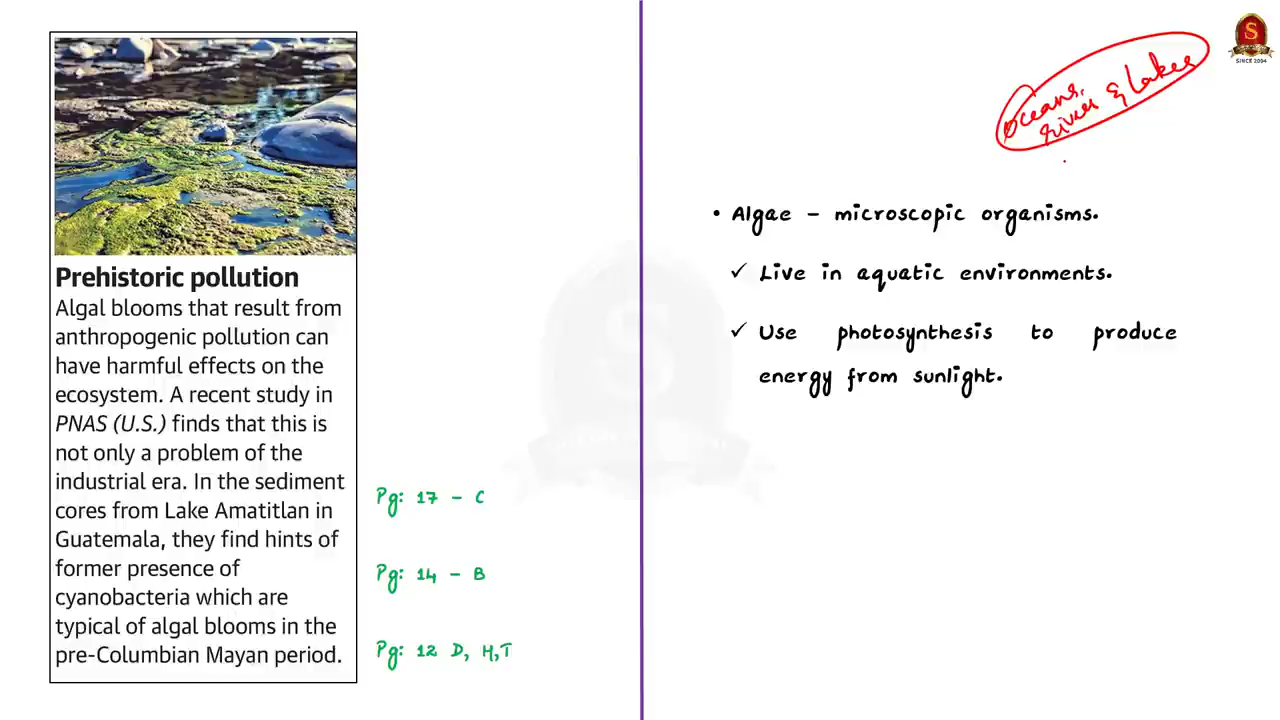 Prehistoric pollution
Algal blooms that result from
anthropogenic pollution can
have harmful effects on the
ecosystem. A recent study in
PNAS (U.S.) finds that this is
not only a problem of the
industrial era. In the sediment
cores from Lake Amatitlan in
Guatemala, they find hints of
former presence of
cyanobacteria which are
typical of algal blooms in the
pre-Columbian Mayan period.
Pg: 17 - C
Pg: 14 - B
Pg: 12 D, H,T
Oceans,
rivers & Lakes
S
SINCE 2004
• Algae - microscopic organisms.
✓ Live in aquatic environments.
✓ Use photosynthesis to produce
energy from sunlight.